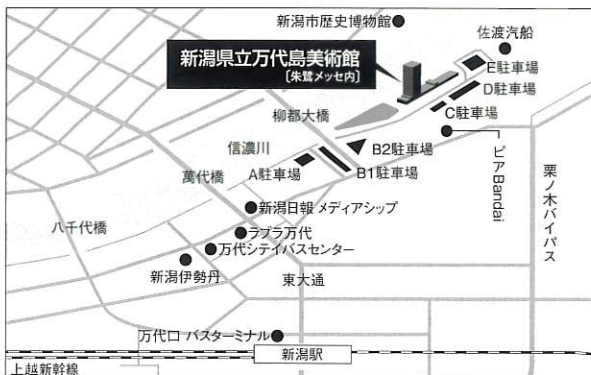 新潟市歴史博物館
佐渡汽船
新潟県立万代島美術館
〔朱鷺メッセ内〕
E駐車場
D駐車場
C駐車場
柳都大橋
信濃川
B2駐車場
ピアBandai
萬代橋
A駐車場
B1駐車場
栗ノ木バイパス
新潟日報 メディアシップ
八千代橋
ラブラ万代
万代シテイバスセンター
新潟伊勢丹
東大通
万代口 バスターミナル
新潟駅
上越新幹線